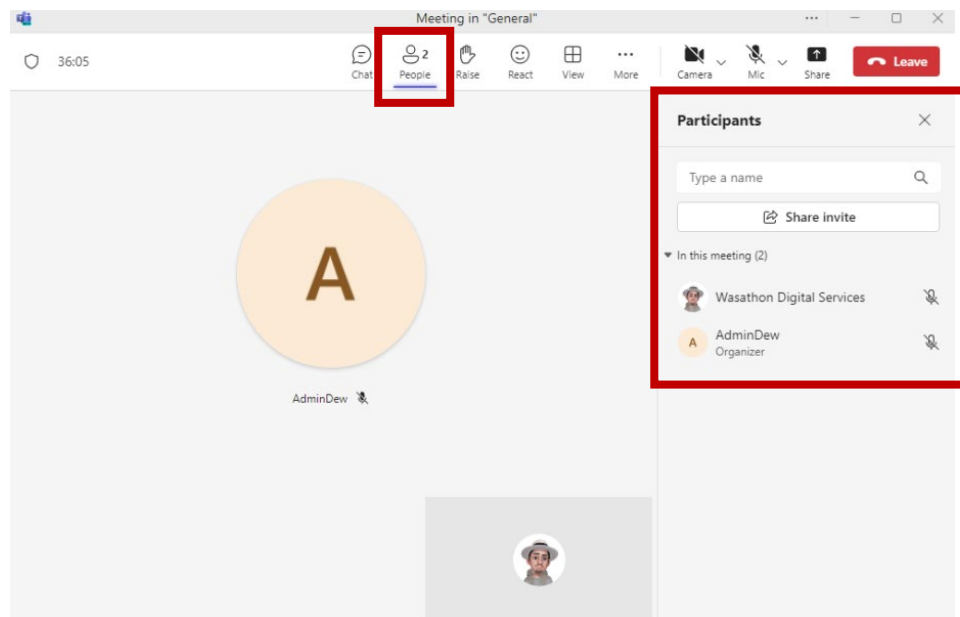 Meeting in "General"
36:05
Chat
2
People
Raise
React
View
More
Camera
Mic
Share
Leave
Participants
Type a name
Share invite
In this meeting (2)
Wasathon Digital Services
A
AdminDew
Organizer
A
AdminDew